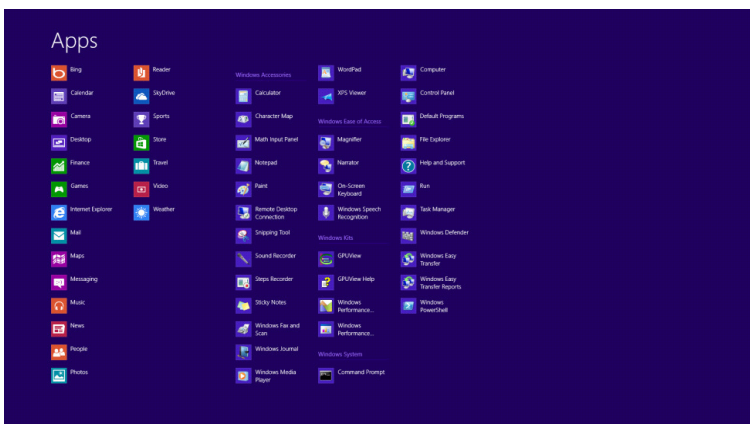 Apps
Bing
Calendar
Camera
Desktop
Finance
Games
Internet Explorer
Mail
Maps
Messaging
Music
News
People
Photos
Reader
SkyDrive
Sports
Store
Travel
Video
Weather
Windows Accessories
Calculator
Character Map
Math Input Panel
Notepad
Paint
Remote Desktop
Connection
Snipping Tool
Sound Recorder
Steps Recorder
Sticky Notes
Windows Fax and
Scan
Windows Journal
Windows Media
Player
WordPad
XPS Viewer
Windows Ease of Access
Magnifier
Narrator
On-Screen
Keyboard
Windows Speech
Recognition
Windows Kits
GPUView
GPUView Help
Windows
Performance...
Windows
Performance...
Windows System
Command Prompt
Computer
Control Panel
Default Programs
File Explorer
Help and Support
Run
Task Manager
Windows Defender
Windows Easy
Transfer
Windows Easy
Transfer Reports
Windows
PowerShell